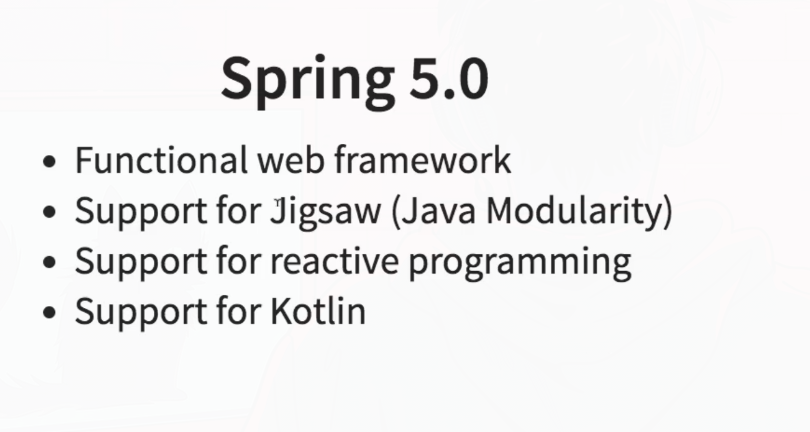 Spring 5.0
• Functional web framework
• Support for Jigsaw (Java Modularity)
• Support for reactive programming
• Support for Kotlin